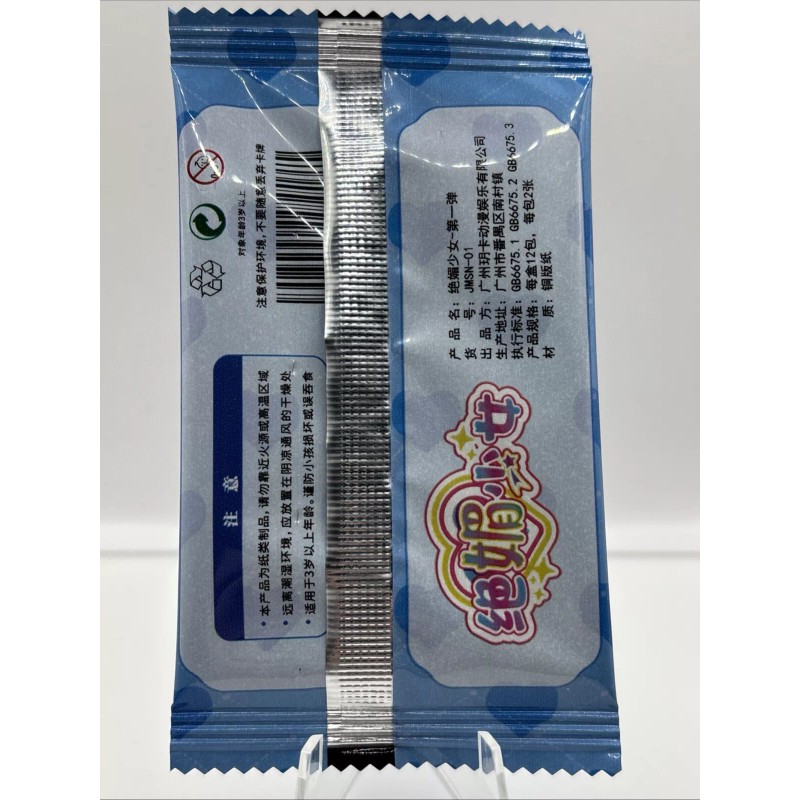 绝媚少女
产 品 名：绝媚少女-第一弹
货　　号：JMSN-01
出 品 方：广州玥卡动漫娱乐有限公司
生产地址：广州市番禺区南村镇
执行标准：GB6675.1 GB6675.2 GB6675.3
产品规格：每盒12包，每包2张
材　　质：铜版纸
注 意
• 本产品为纸类制品,请勿靠近火源或高温区域
• 远离潮湿环境,应放置在阴凉通风的干燥处
• 适用于3岁以上年龄。谨防小孩损坏或误吞食
对象年龄3岁以上
注意保护环境,不要随意丢弃卡牌